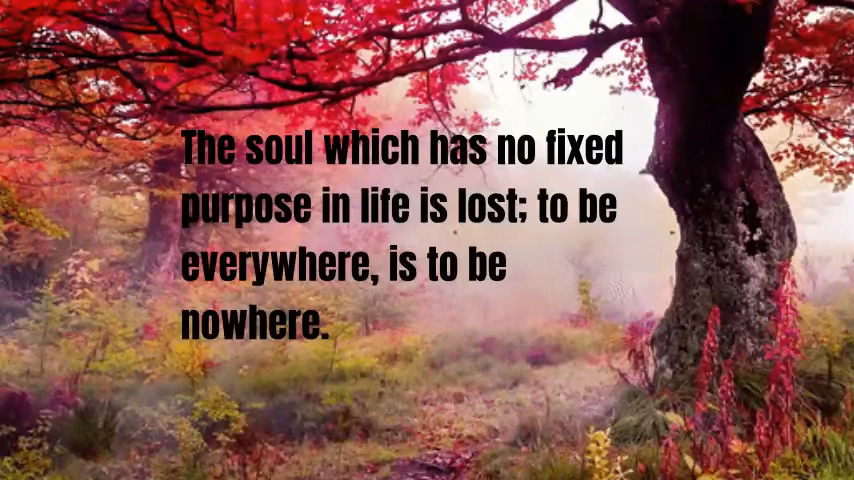 The soul which has no fixed
purpose in life is lost; to be
everywhere, is to be
nowhere.